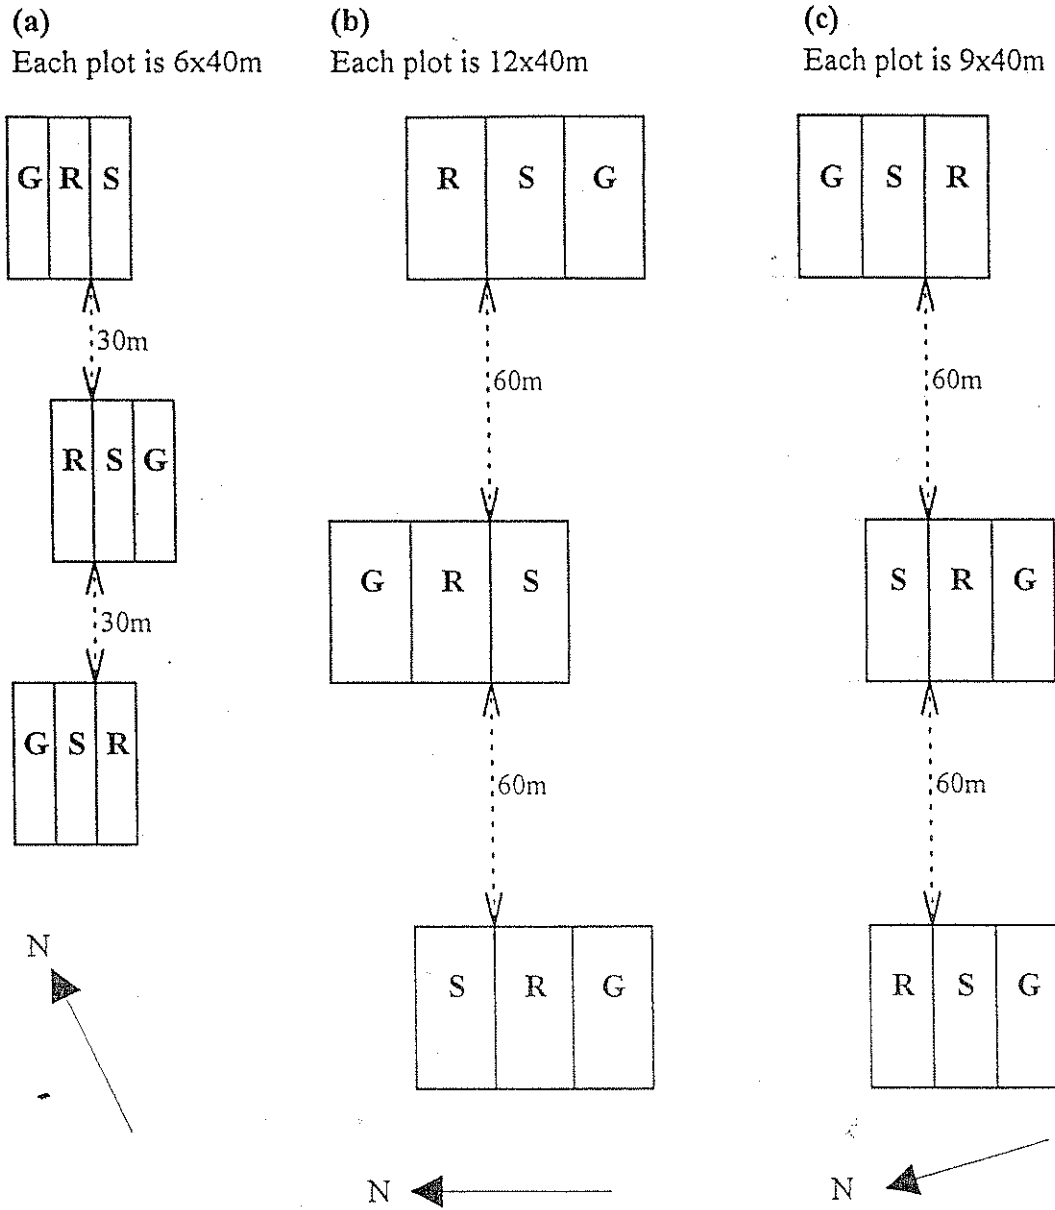 (a)
Each plot is 6x40m
G R S
30m
R S G
30m
G S R
N
(b)
Each plot is 12x40m
R S G
60m
G R S
60m
S R G
N
(c)
Each plot is 9x40m
G S R
60m
S R G
60m
R S G
N